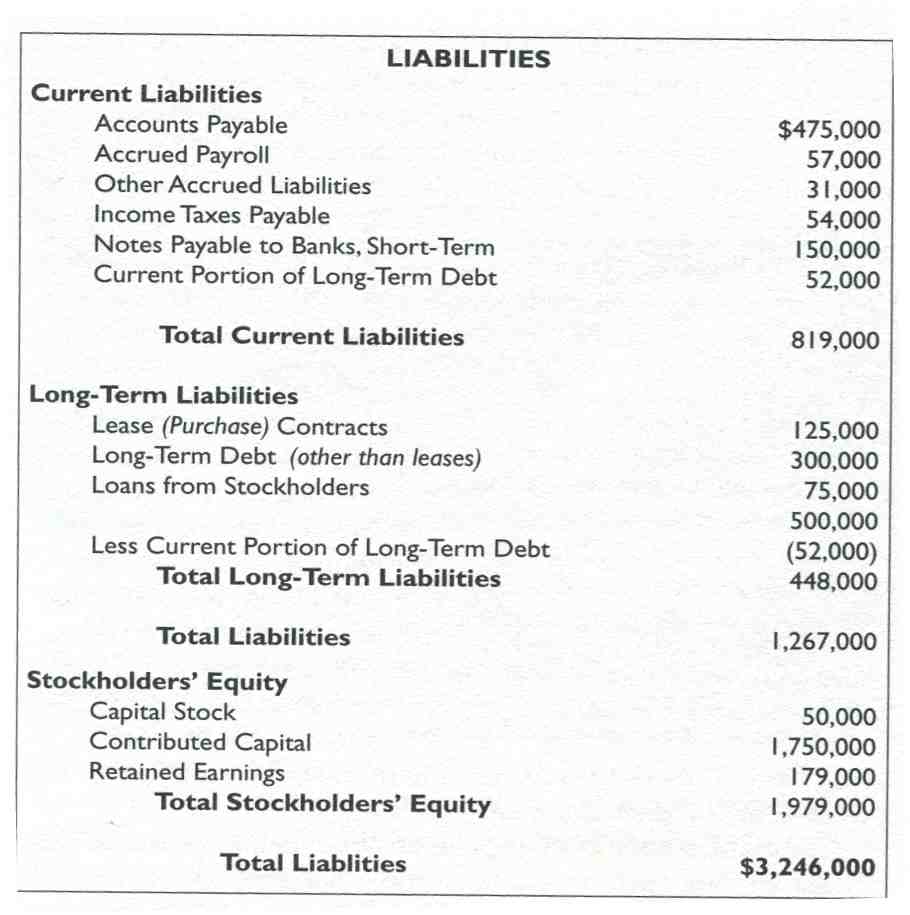 LIABILITIES
Current Liabilities
Accounts Payable $475,000
Accrued Payroll 57,000
Other Accrued Liabilities 31,000
Income Taxes Payable 54,000
Notes Payable to Banks, Short-Term 150,000
Current Portion of Long-Term Debt 52,000
Total Current Liabilities 819,000
Long-Term Liabilities
Lease (Purchase) Contracts 125,000
Long-Term Debt (other than leases) 300,000
Loans from Stockholders 75,000
500,000
Less Current Portion of Long-Term Debt (52,000)
Total Long-Term Liabilities 448,000
Total Liabilities 1,267,000
Stockholders' Equity
Capital Stock 50,000
Contributed Capital 1,750,000
Retained Earnings 179,000
Total Stockholders' Equity 1,979,000
Total Liablities $3,246,000